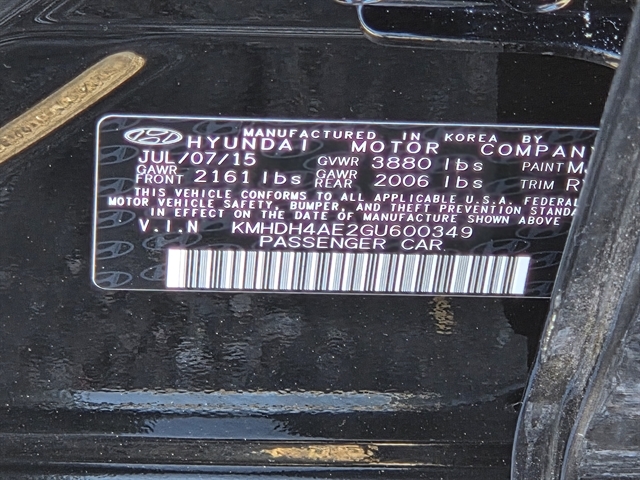 MANUFACTURED IN KOREA BY
HYUNDAI MOTOR COMPANY
JUL/07/15 GVWR 3880 lbs PAINT
GAWR FRONT 2161 lbs GAWR REAR 2006 lbs TRIM
THIS VEHICLE CONFORMS TO ALL APPLICABLE U.S.A. FEDERAL
MOTOR VEHICLE SAFETY, BUMPER, AND THEFT PREVENTION STANDA
IN EFFECT ON THE DATE OF MANUFACTURE SHOWN ABOVE
V.I.N KMHDH4AE2GU600349
PASSENGER CAR